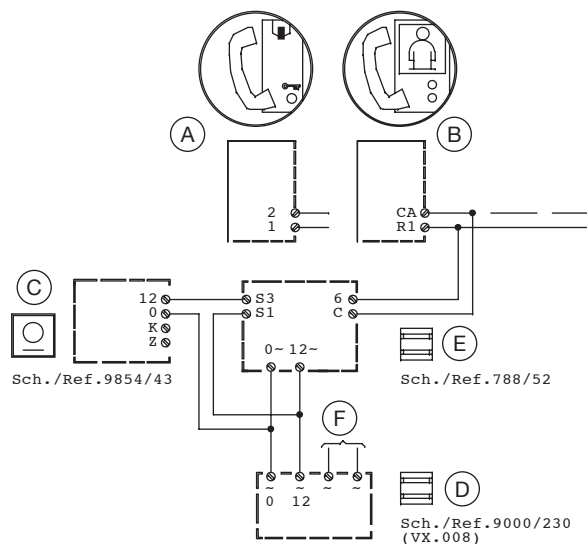 A
B
2
1
CA
R1
C
12
0
K
Z
S3
S1
6
C
0~ 12~
E
Sch./Ref.9854/43
Sch./Ref.788/52
F
~ ~ ~ ~
0 12
D
Sch./Ref.9000/230
(VX.008)